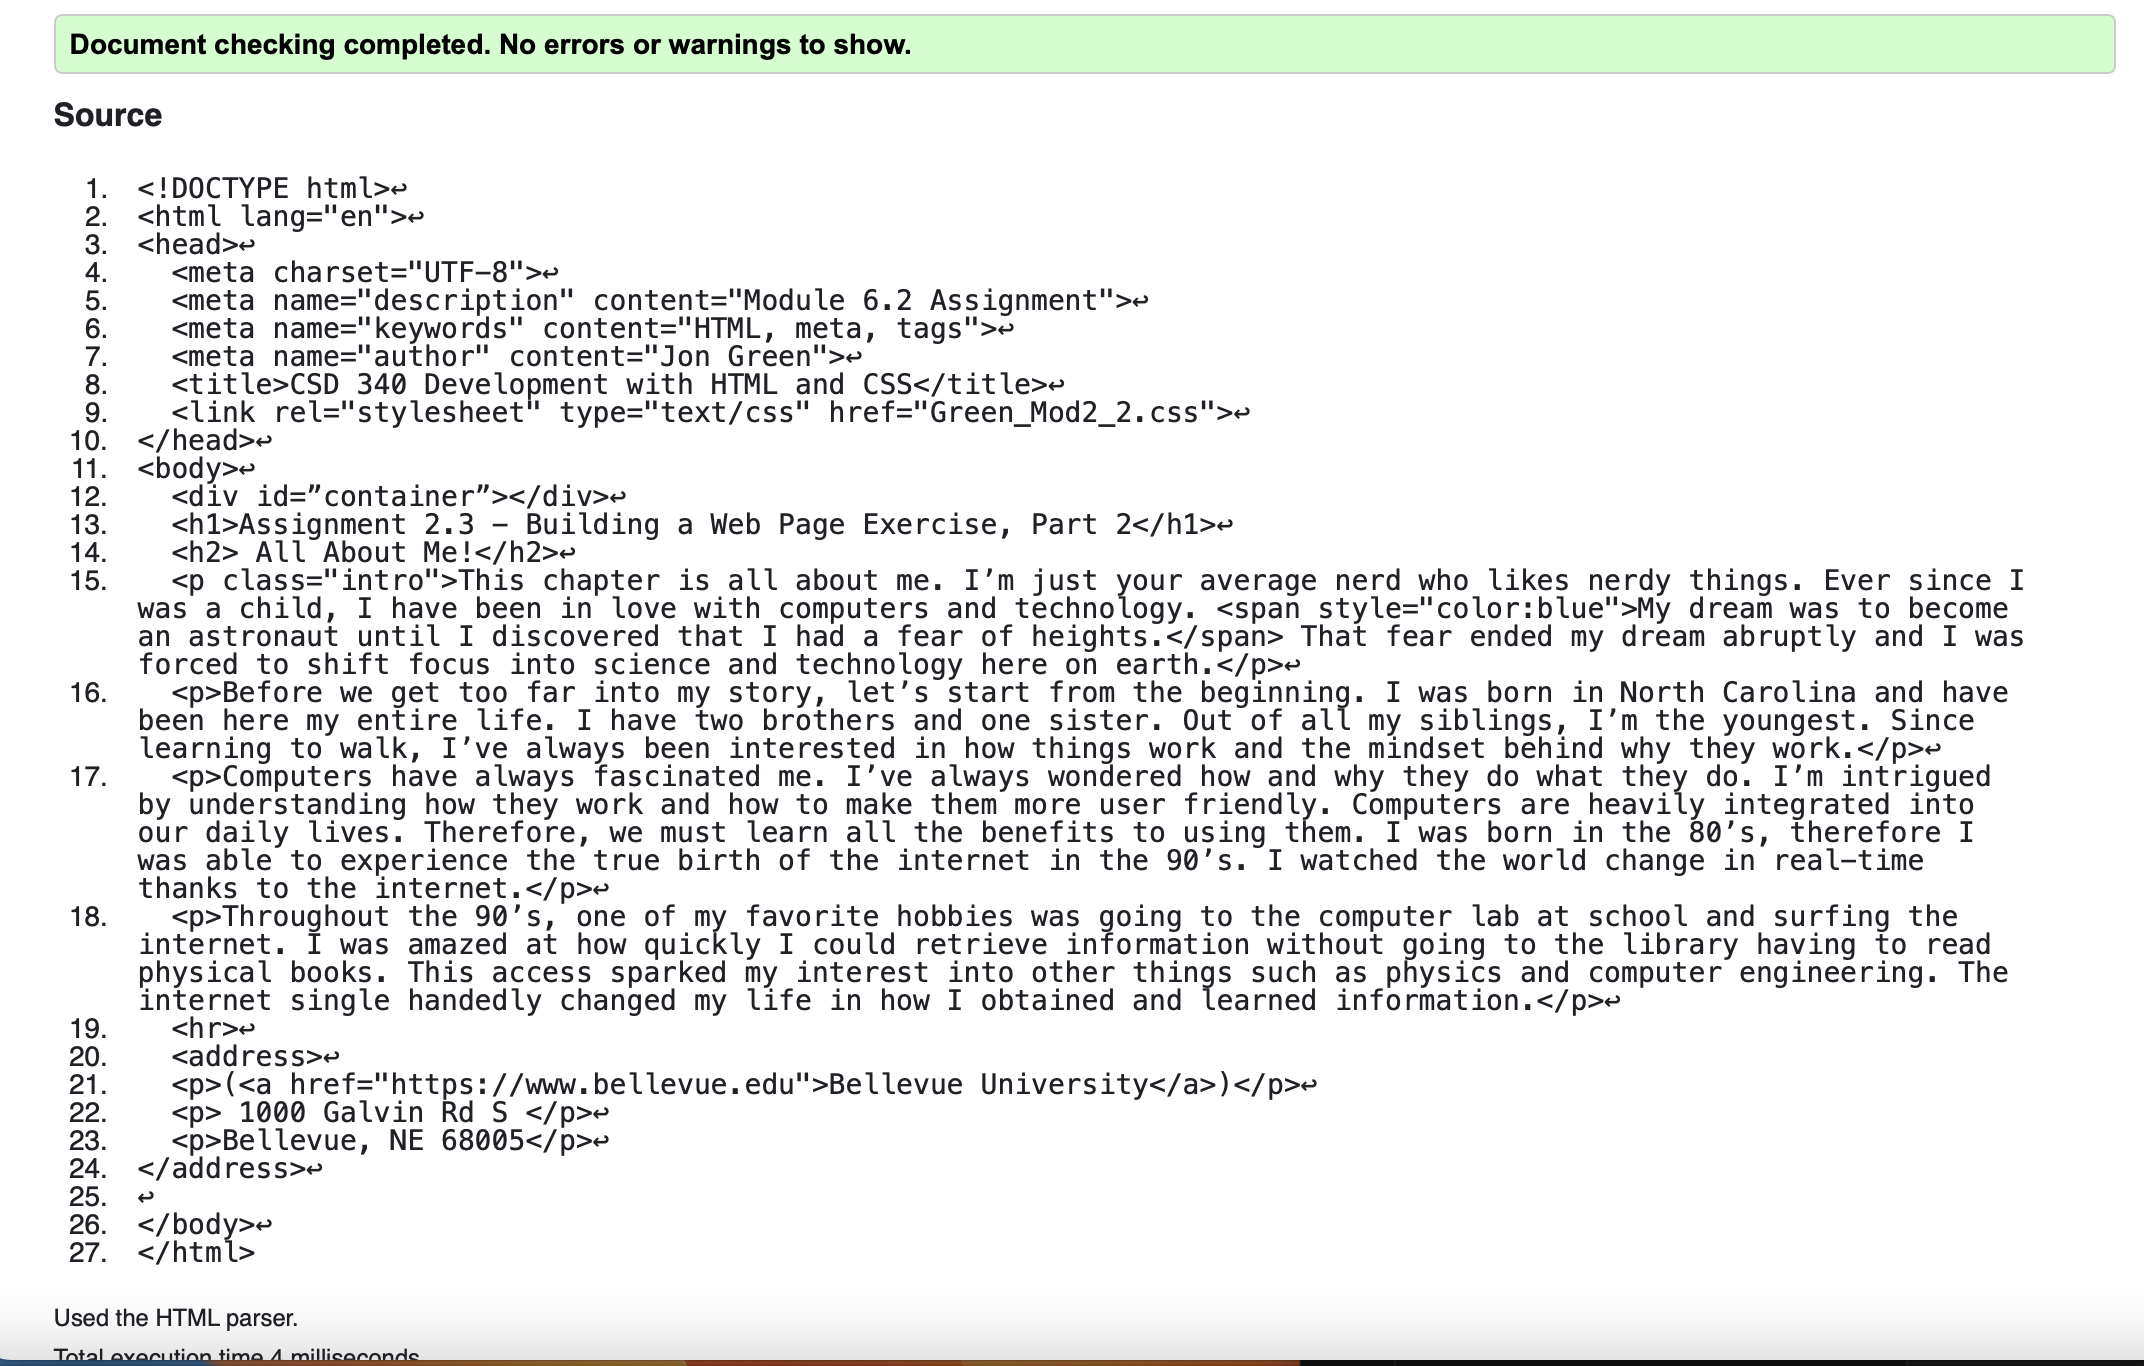 Document checking completed. No errors or warnings to show.
Source
1. <!DOCTYPE html>↩
2. <html lang="en">↩
3. <head>↩
4. <meta charset="UTF-8">↩
5. <meta name="description" content="Module 6.2 Assignment">↩
6. <meta name="keywords" content="HTML, meta, tags">↩
7. <meta name="author" content="Jon Green">↩
8. <title>CSD 340 Development with HTML and CSS</title>↩
9. <link rel="stylesheet" type="text/css" href="Green_Mod2_2.css">↩
10. </head>↩
11. <body>↩
12. <div id=”container”></div>↩
13. <h1>Assignment 2.3 – Building a Web Page Exercise, Part 2</h1>↩
14. <h2> All About Me!</h2>↩
15. <p class="intro">This chapter is all about me. I’m just your average nerd who likes nerdy things. Ever since I
was a child, I have been in love with computers and technology. <span style="color:blue">My dream was to become
an astronaut until I discovered that I had a fear of heights.</span> That fear ended my dream abruptly and I was
forced to shift focus into science and technology here on earth.</p>↩
16. <p>Before we get too far into my story, let’s start from the beginning. I was born in North Carolina and have
been here my entire life. I have two brothers and one sister. Out of all my siblings, I’m the youngest. Since
learning to walk, I’ve always been interested in how things work and the mindset behind why they work.</p>↩
17. <p>Computers have always fascinated me. I’ve always wondered how and why they do what they do. I’m intrigued
by understanding how they work and how to make them more user friendly. Computers are heavily integrated into
our daily lives. Therefore, we must learn all the benefits to using them. I was born in the 80’s, therefore I
was able to experience the true birth of the internet in the 90’s. I watched the world change in real-time
thanks to the internet.</p>↩
18. <p>Throughout the 90’s, one of my favorite hobbies was going to the computer lab at school and surfing the
internet. I was amazed at how quickly I could retrieve information without going to the library having to read
physical books. This access sparked my interest into other things such as physics and computer engineering. The
internet single handedly changed my life in how I obtained and learned information.</p>↩
19. <hr>↩
20. <address>↩
21. <p>(<a href="https://www.bellevue.edu">Bellevue University</a>)</p>↩
22. <p> 1000 Galvin Rd S </p>↩
23. <p>Bellevue, NE 68005</p>↩
24. </address>↩
25. ↩
26. </body>↩
27. </html>
Used the HTML parser.
Total execution time 4 milliseconds.